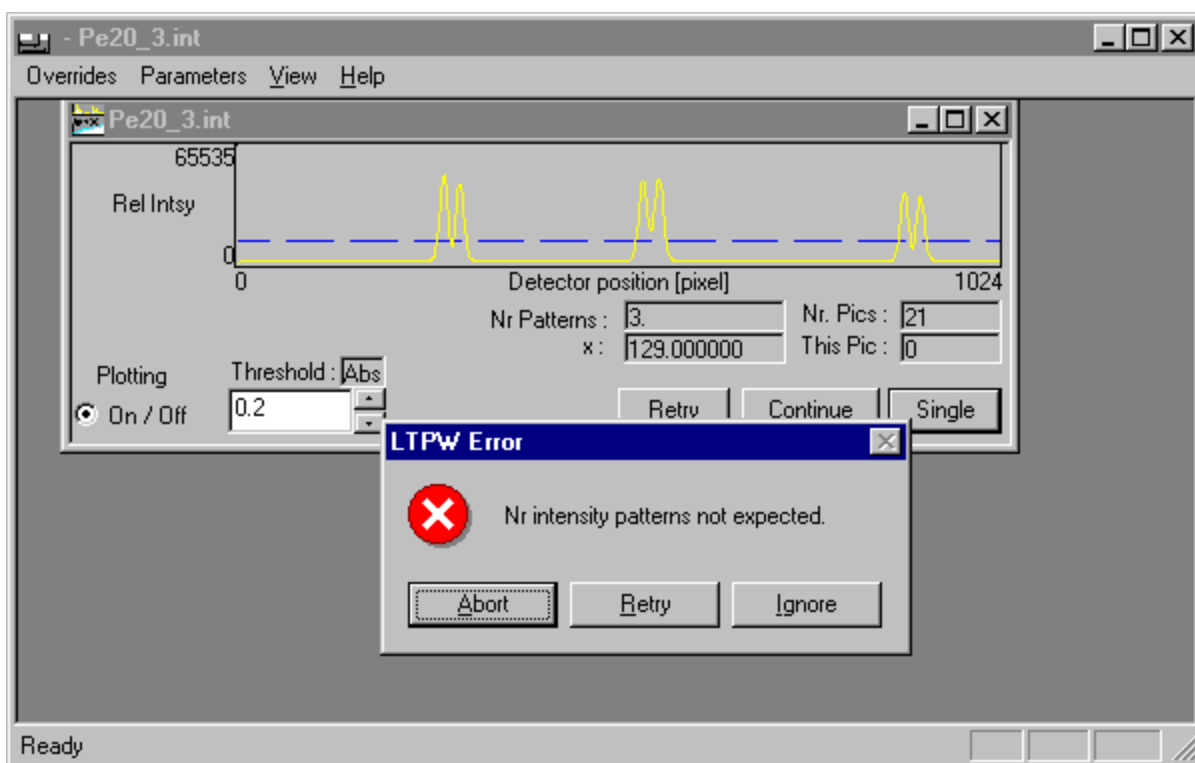 - Pe20_3.int
Overrides Parameters View Help
Pe20_3.int
65535
Rel Intsy
0
0 Detector position [pixel] 1024
Nr Patterns : 3. Nr. Pics : 21
x : 129.000000 This Pic : 0
Plotting Threshold : Abs
On / Off 0.2 Retry Continue Single
LTPW Error
Nr intensity patterns not expected.
Abort Retry Ignore
Ready